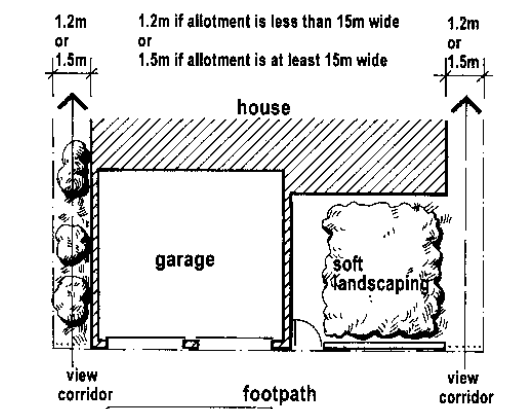 1.2m
or
1.5m
1.2m if allotment is less than 15m wide
or
1.5m if allotment is at least 15m wide
1.2m
or
1.5m
house
garage
soft
landscaping
view
corridor
footpath
view
corridor